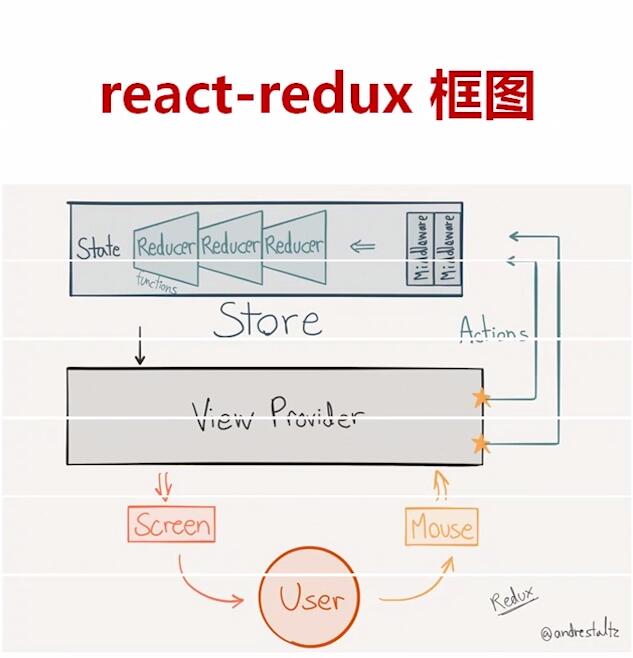 react-redux 框图
State
Reducer
Reducer
Reducer
functions
Middleware
Middleware
Store
Actions
View Provider
Screen
Mouse
User
Redux
@andrestaltz